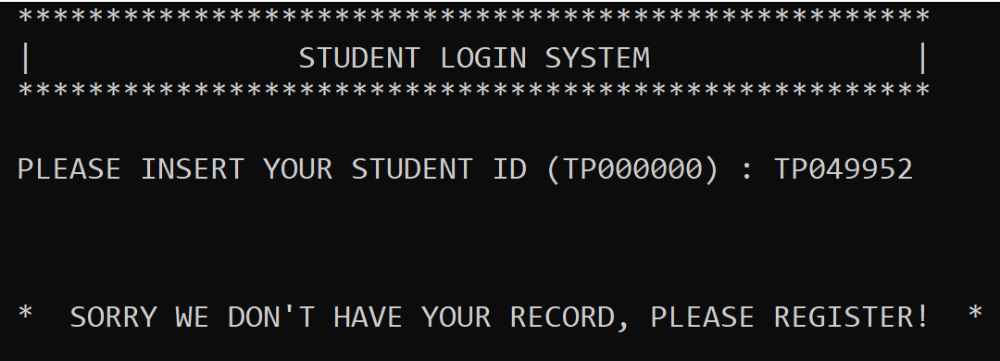 ****************************************************
|               STUDENT LOGIN SYSTEM               |
****************************************************
PLEASE INSERT YOUR STUDENT ID (TP000000) : TP049952
*  SORRY WE DON'T HAVE YOUR RECORD, PLEASE REGISTER!  *